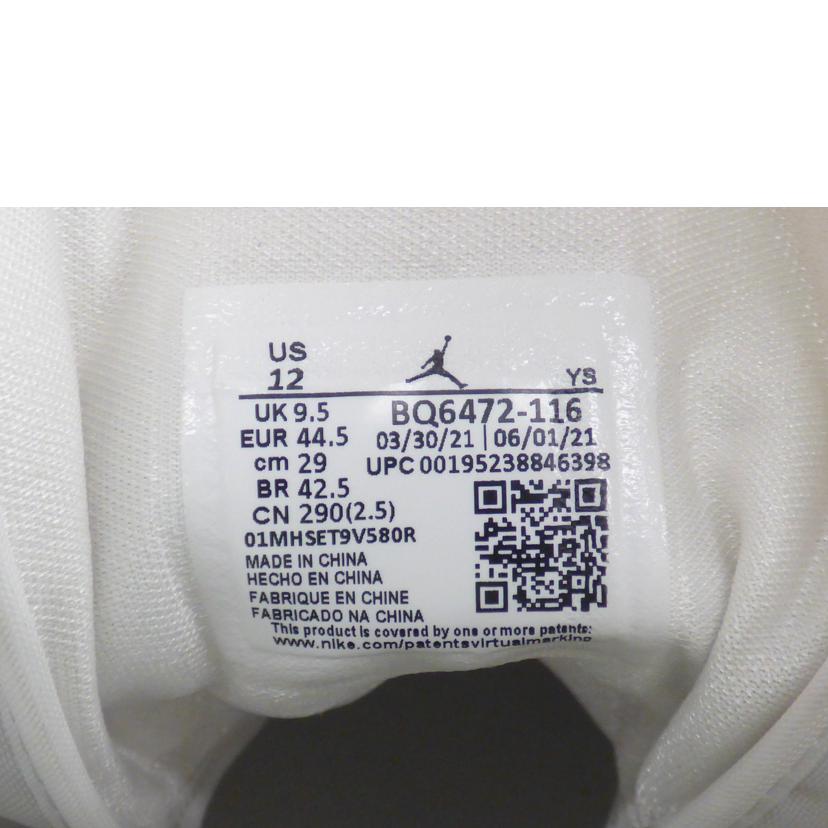 US
12 YS
UK 9.5 BQ6472-116
EUR 44.5 03/30/21 | 06/01/21
cm 29 UPC 00195238846398
BR 42.5
CN 290(2.5)
01MHSET9V580R
MADE IN CHINA
HECHO EN CHINA
FABRIQUE EN CHINE
FABRICADO NA CHINA
This product is covered by one or more patents:
www.nike.com/patentsvirtualmarking